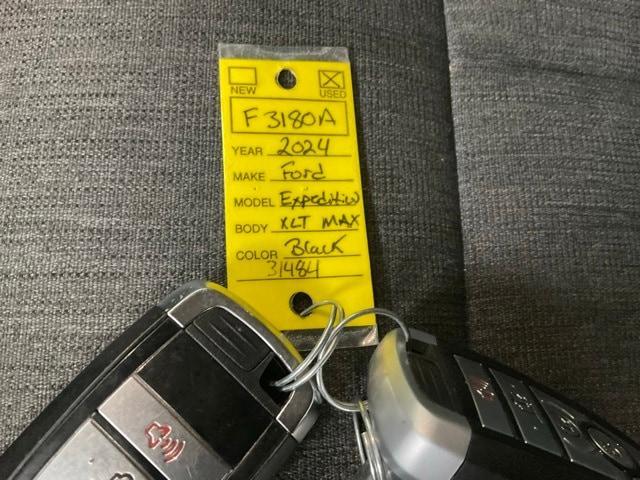 NEW USED
F3180A
YEAR 2024
MAKE Ford
MODEL Expedition
BODY XLT MAX
COLOR Black
31484